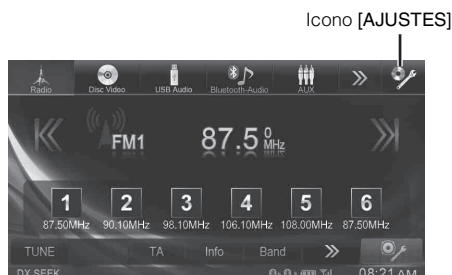 Icono [AJUSTES]
Radio Disc Video USB Audio Bluetooth-Audio AUX
FM1 87.5 0 MHz
1 2 3 4 5 6
87.50MHz 90.10MHz 98.10MHz 106.10MHz 108.00MHz 87.50MHz
TUNE TA Info Band
DX SEEK 08:21 AM